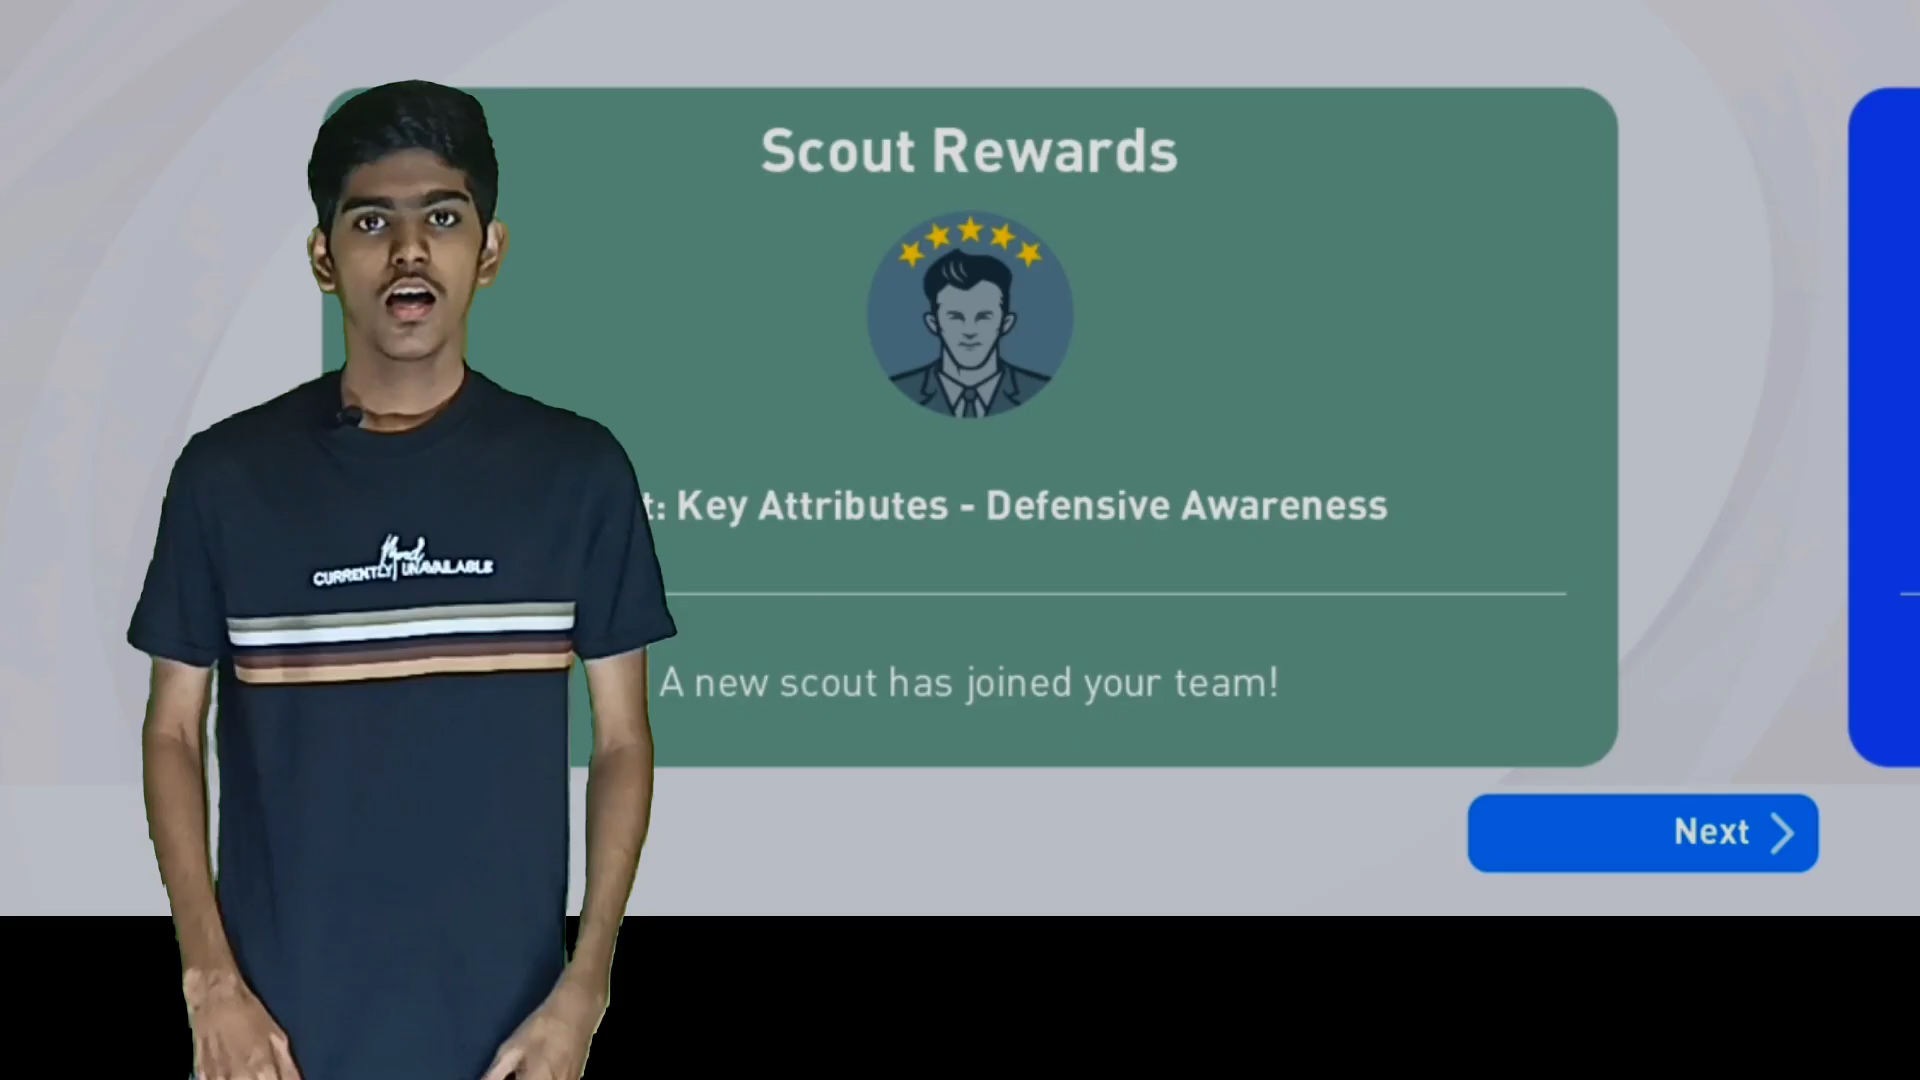 Scout Rewards
t: Key Attributes - Defensive Awareness
CURRENTLY UNAVAILABLE
A new scout has joined your team!
Next